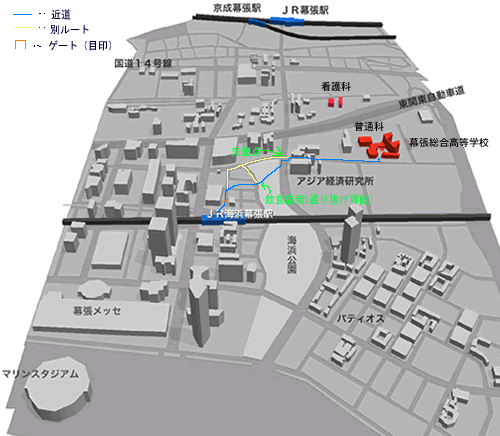 近道
別ルート
ゲート（目印）
京成幕張駅
ＪＲ幕張駅
国道１４号線
看護科
東関東自動車道
普通科
幕張総合高等学校
アジア経済研究所
ＪＲ海浜幕張駅
海浜公園
幕張メッセ
パティオス
マリンスタジアム